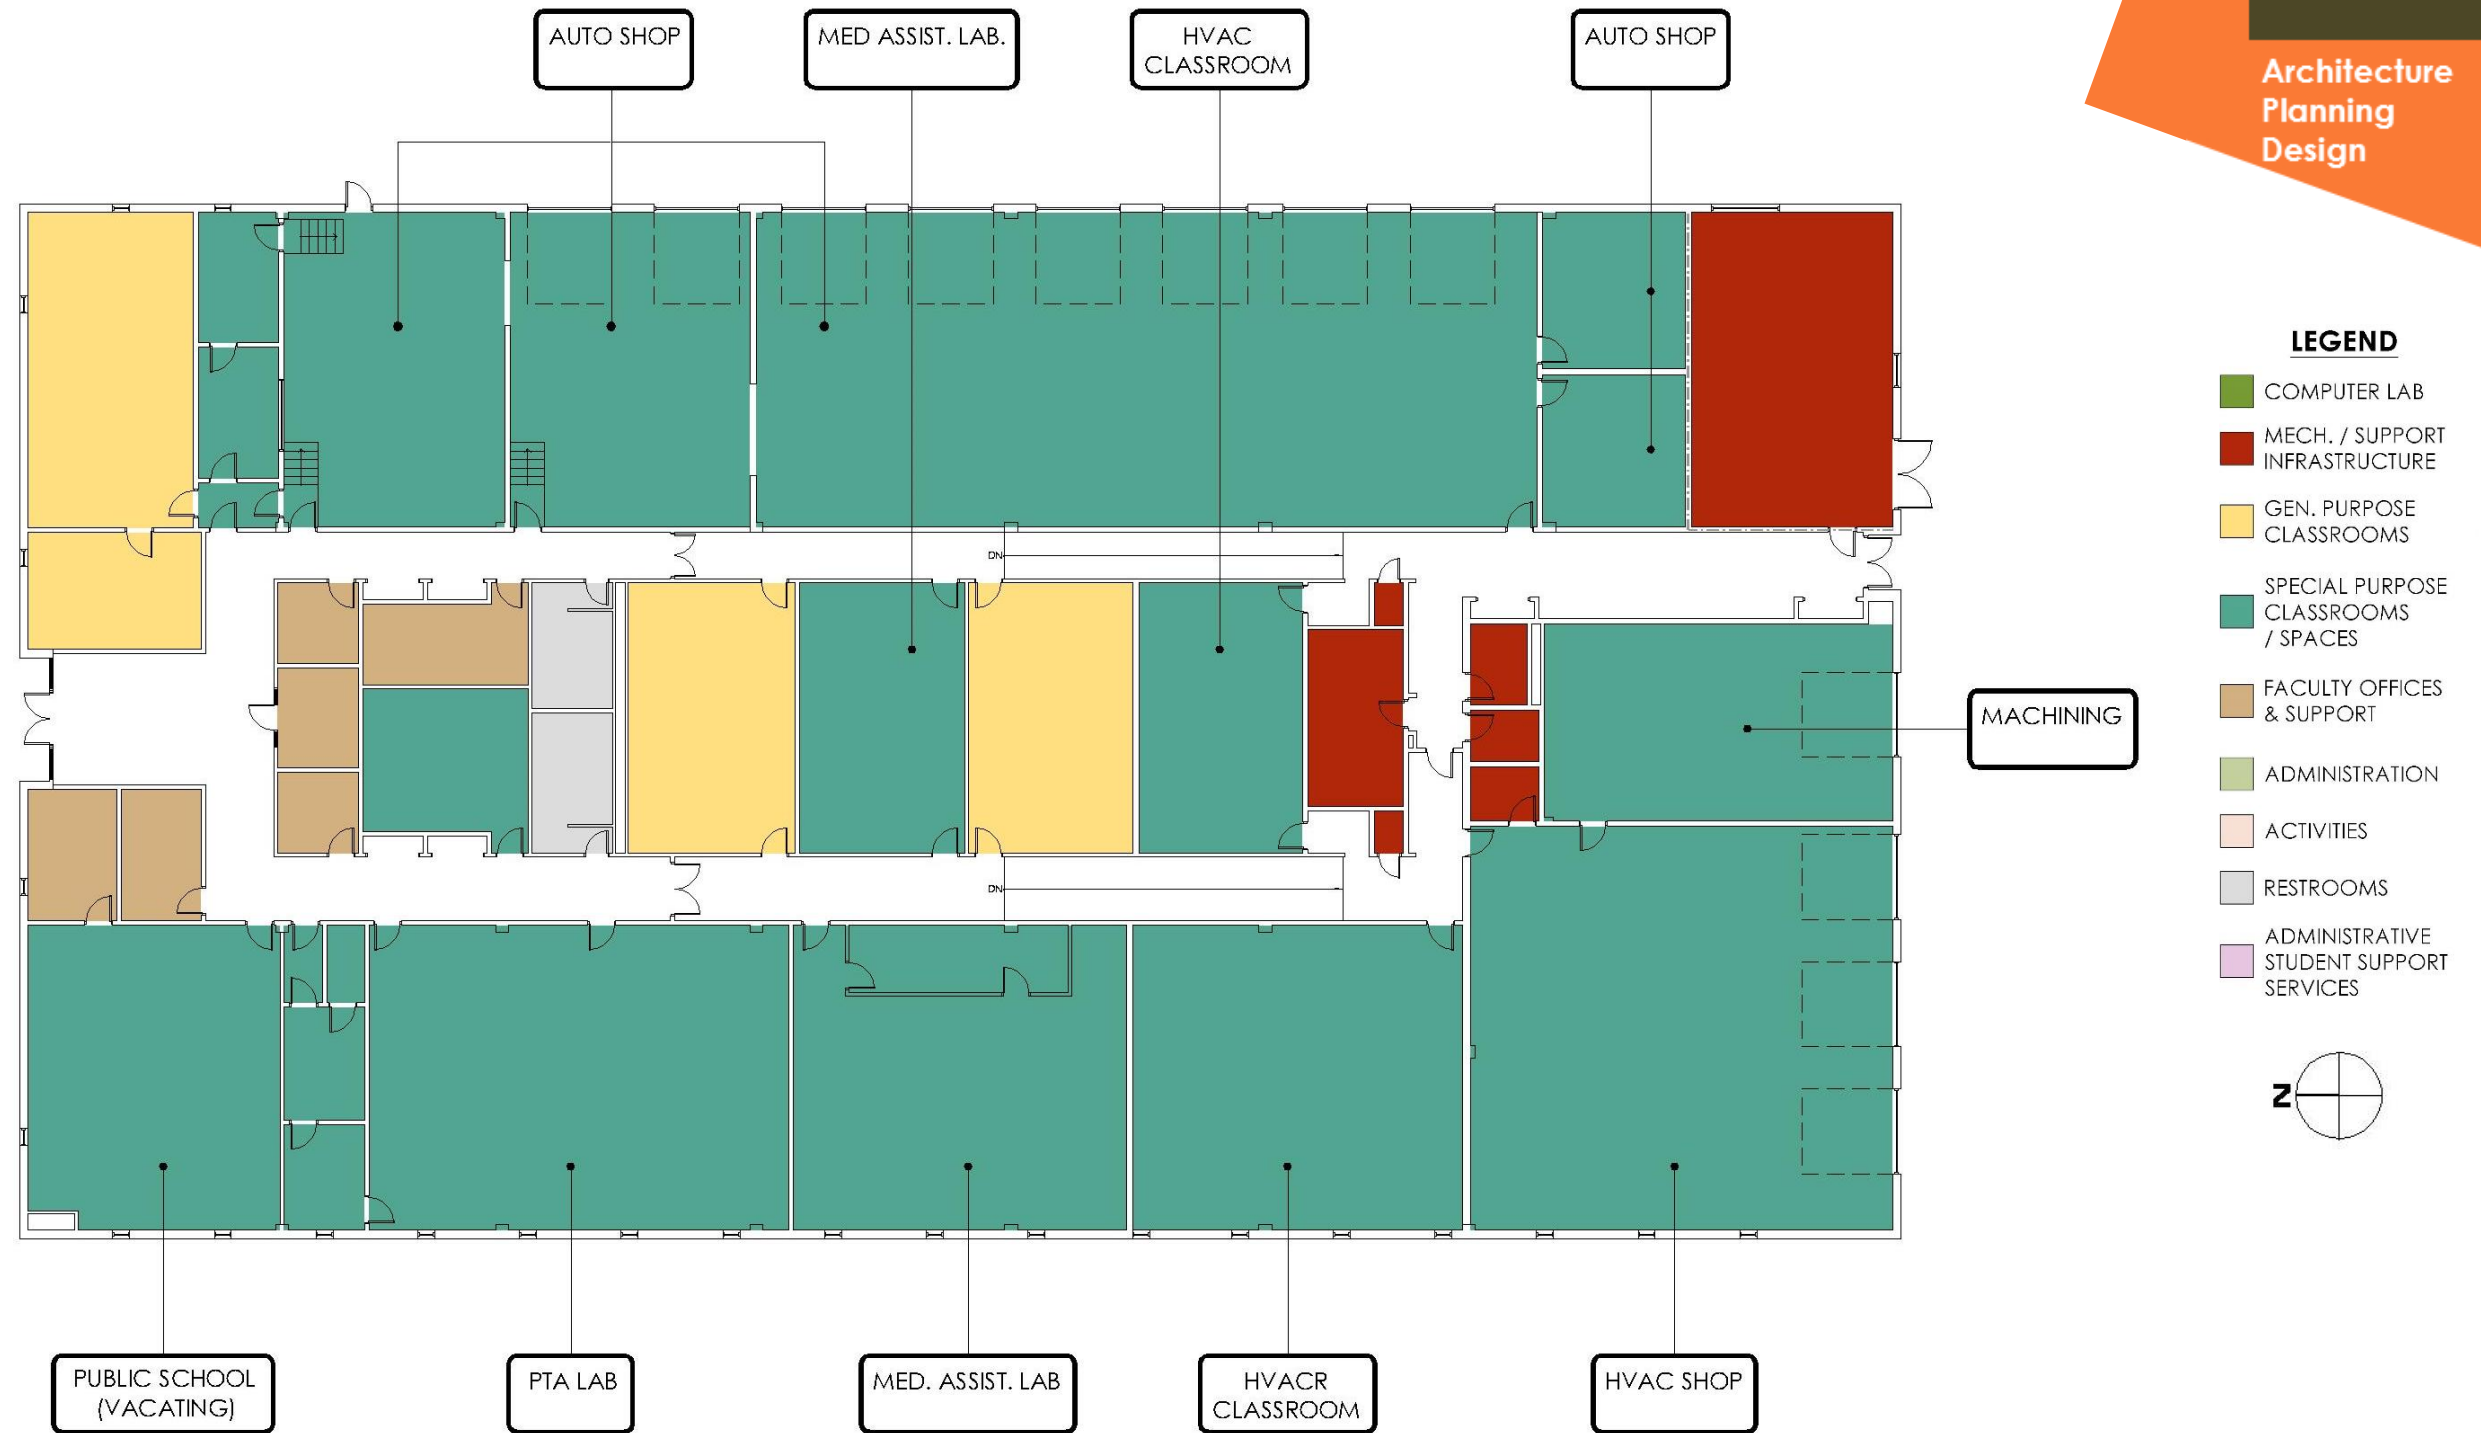 AUTO SHOP
MED ASSIST. LAB.
HVAC
CLASSROOM
AUTO SHOP
Architecture
Planning
Design
LEGEND
COMPUTER LAB
MECH. / SUPPORT
INFRASTRUCTURE
GEN. PURPOSE
CLASSROOMS
SPECIAL PURPOSE
CLASSROOMS
/ SPACES
FACULTY OFFICES
& SUPPORT
ADMINISTRATION
ACTIVITIES
RESTROOMS
ADMINISTRATIVE
STUDENT SUPPORT
SERVICES
N
DN
DN
MACHINING
PUBLIC SCHOOL
(VACATING)
PTA LAB
MED. ASSIST. LAB
HVACR
CLASSROOM
HVAC SHOP